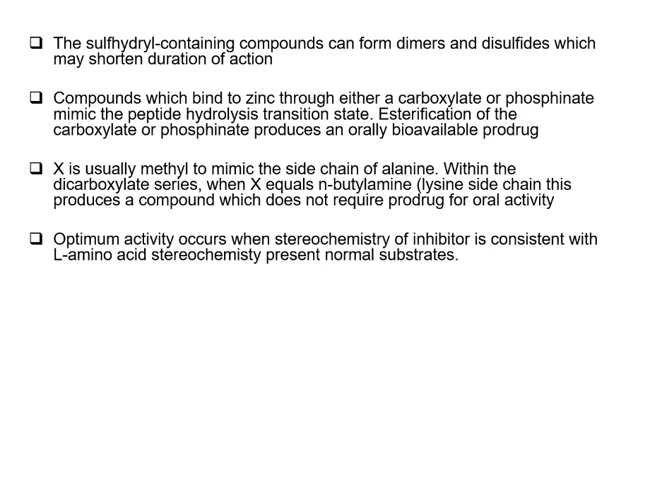 ❑ The sulfhydryl-containing compounds can form dimers and disulfides which
may shorten duration of action
❑ Compounds which bind to zinc through either a carboxylate or phosphinate
mimic the peptide hydrolysis transition state. Esterification of the
carboxylate or phosphinate produces an orally bioavailable prodrug
❑ X is usually methyl to mimic the side chain of alanine. Within the
dicarboxylate series, when X equals n-butylamine (lysine side chain this
produces a compound which does not require prodrug for oral activity
❑ Optimum activity occurs when stereochemistry of inhibitor is consistent with
L-amino acid stereochemisty present normal substrates.